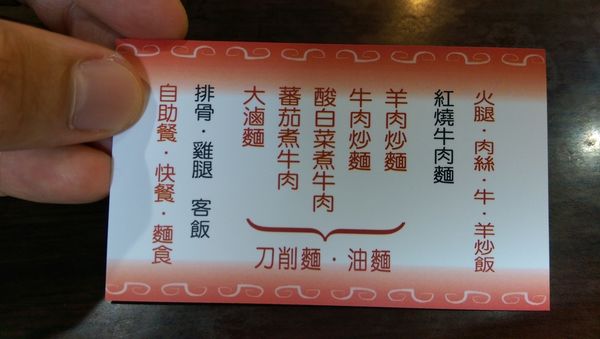 火腿·肉絲·牛·羊炒飯
紅燒牛肉麵
羊肉炒麵
牛肉炒麵
酸白菜煮牛肉
蕃茄煮牛肉
大滷麵
刀削麵·油麵
排骨·雞腿 客飯
自助餐·快餐·麵食